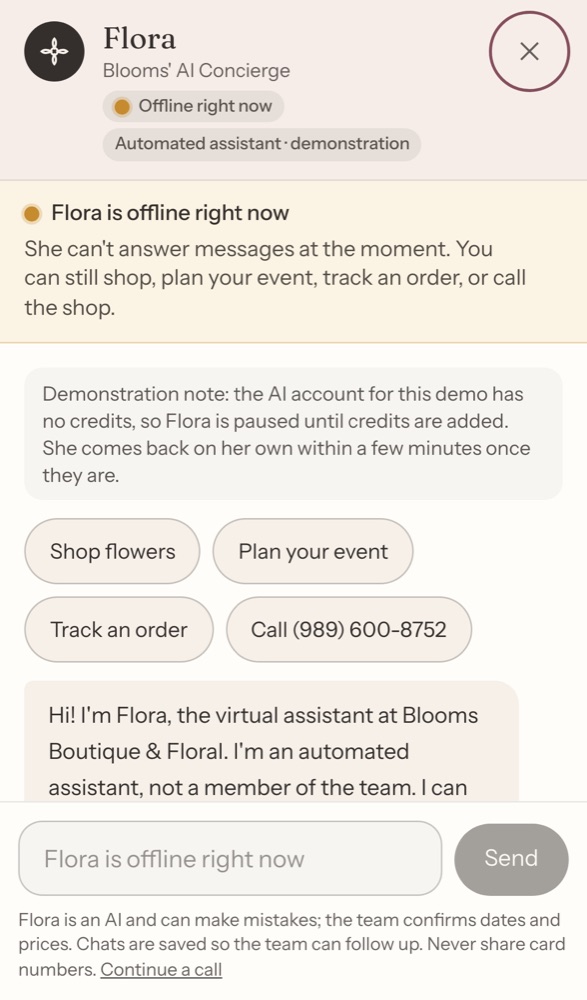 Flora
Blooms' AI Concierge
Offline right now
Automated assistant · demonstration
Flora is offline right now
She can't answer messages at the moment. You
can still shop, plan your event, track an order, or call
the shop.
Demonstration note: the AI account for this demo has
no credits, so Flora is paused until credits are added.
She comes back on her own within a few minutes once
they are.
Shop flowers
Plan your event
Track an order
Call (989) 600-8752
Hi! I'm Flora, the virtual assistant at Blooms
Boutique & Floral. I'm an automated
assistant, not a member of the team. I can
Flora is offline right now
Send
Flora is an AI and can make mistakes; the team confirms dates and
prices. Chats are saved so the team can follow up. Never share card
numbers. Continue a call